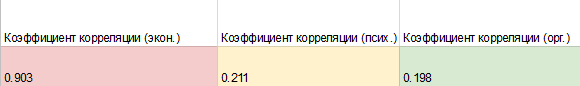 Коэффициент корреляции (экон.) Коэффициент корреляции (псих.) Коэффициент корреляции (орг.)
0.903 0.211 0.198